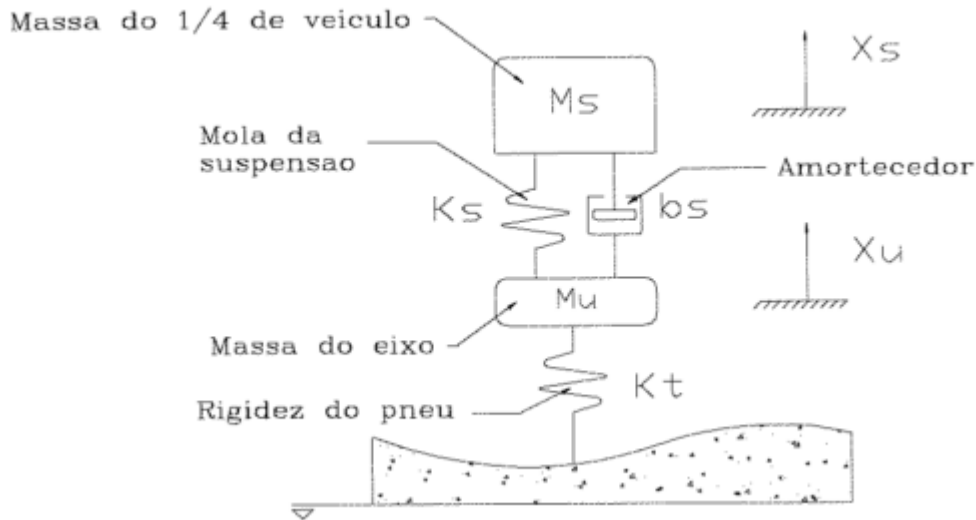 Massa do 1/4 de veiculo
Xs
Ms
Mola da
suspensao
Amortecedor
Ks
bs
Xu
Mu
Massa do eixo
Kt
Rigidez do pneu